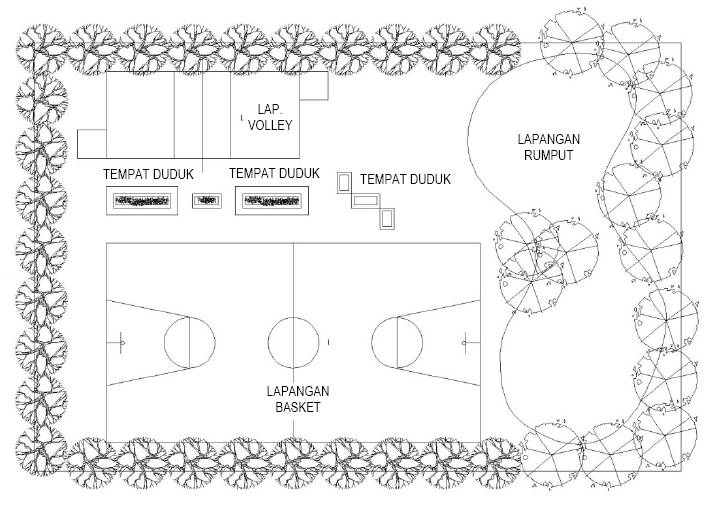 LAP.
VOLLEY
LAPANGAN
RUMPUT
TEMPAT DUDUK
TEMPAT DUDUK
TEMPAT DUDUK
LAPANGAN
BASKET